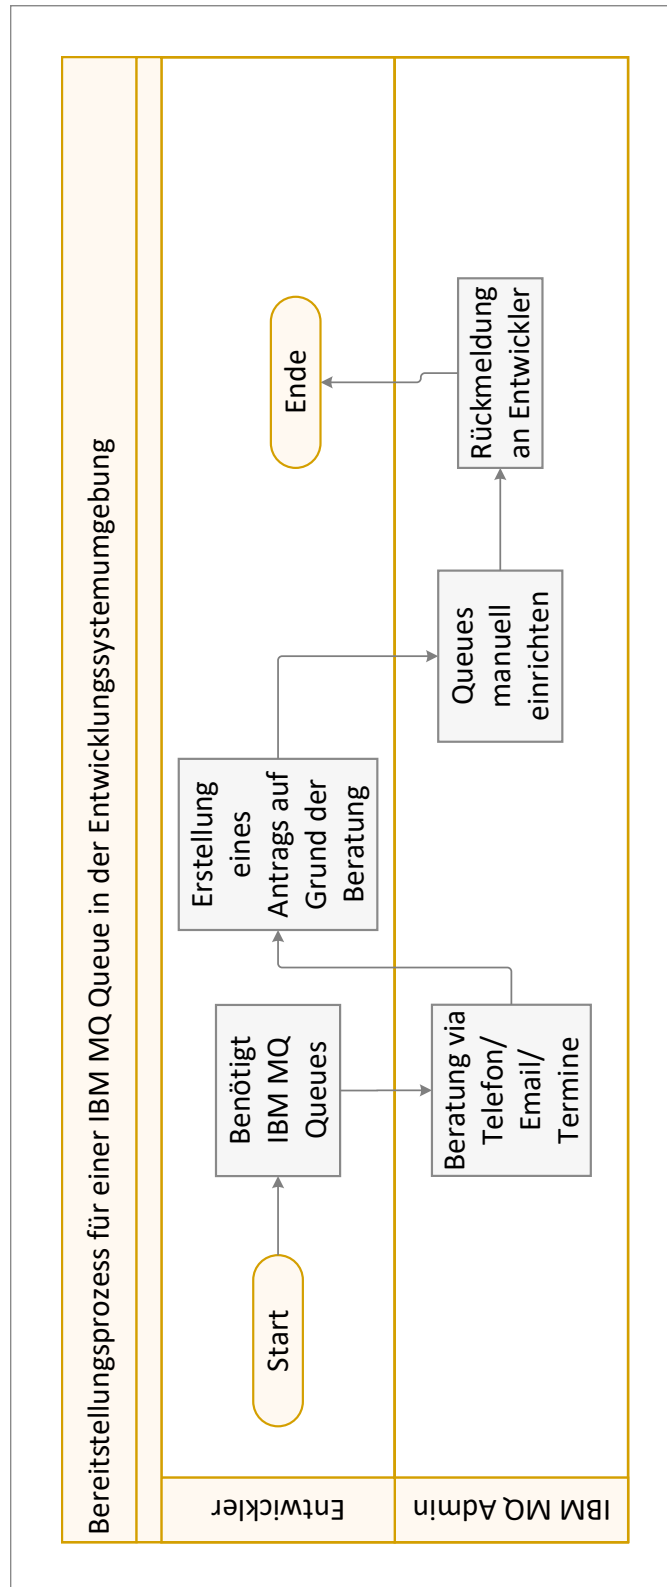 Bereitstellungsprozess für einer IBM MQ Queue in der Entwicklungssystemumgebung
Entwickler
Start
Benötigt
IBM MQ
Queues
Erstellung
eines
Antrags auf
Grund der
Beratung
Ende
IBM MQ Admin
Beratung via
Telefon/
Email/
Termine
Queues
manuell
einrichten
Rückmeldung
an Entwickler